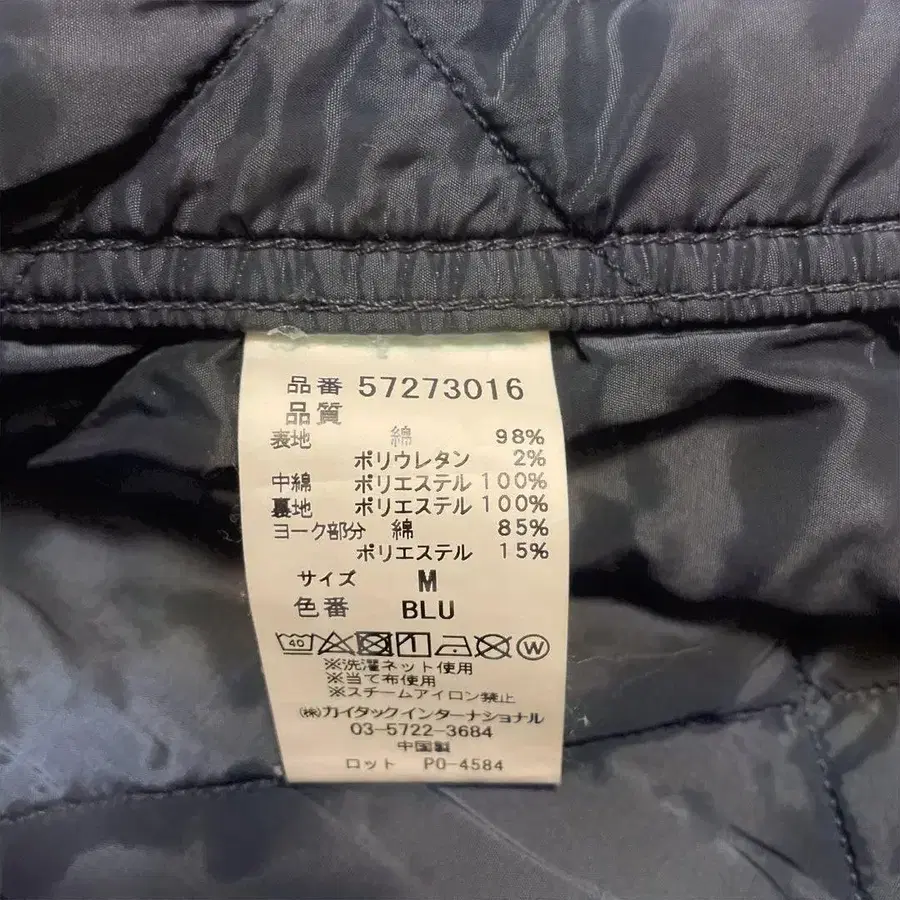 品番 57273016
品質
表地 綿 98%
ポリウレタン 2%
中綿 ポリエステル 100%
裏地 ポリエステル 100%
ヨーク部分 綿 85%
ポリエステル 15%
サイズ M
色番 BLU
40 W
※洗濯ネット使用
※当て布使用
※スチームアイロン禁止
(株)カイタックインターナショナル
03-5722-3684
中国製
ロット PO-4584